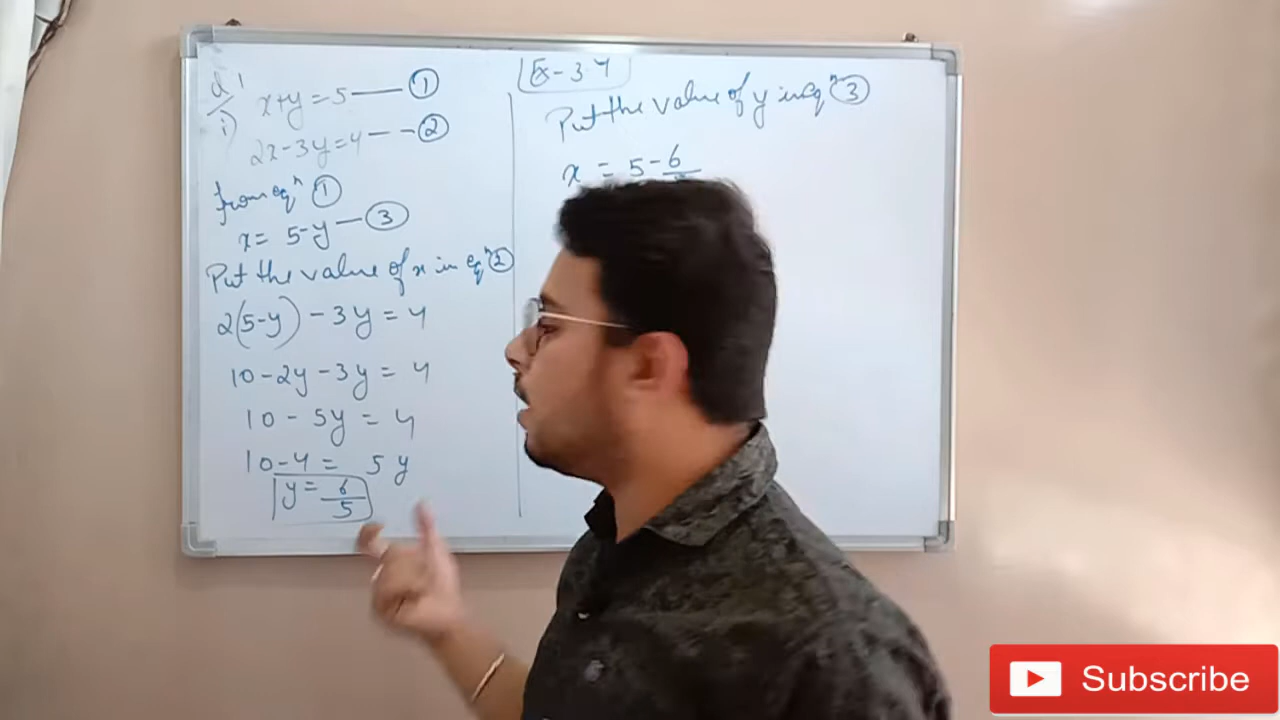 Q1
i) x+y=5 — ①
2x-3y=4 -- ②
from eqⁿ ①
x= 5-y — ③
Put the value of x in eqⁿ ②
2(5-y) - 3y = 4
10-2y-3y= 4
10 - 5y = 4
10-4 = 5y
y= 6/5
Ex-3.4
Put the value of y in eqⁿ ③
x = 5-6
Subscribe